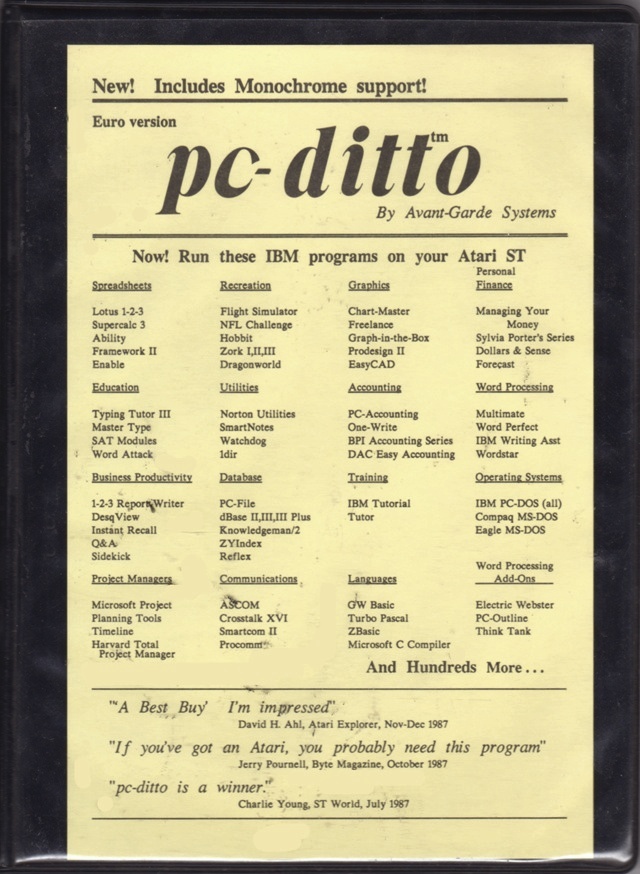 New! Includes Monochrome support!
Euro version
pc-ditto tm
By Avant-Garde Systems
Now! Run these IBM programs on your Atari ST
Spreadsheets
Lotus 1-2-3
Supercalc 3
Ability
Framework II
Enable
Recreation
Flight Simulator
NFL Challenge
Hobbit
Zork I,II,III
Dragonworld
Graphics
Chart-Master
Freelance
Graph-in-the-Box
Prodesign II
EasyCAD
Personal
Finance
Managing Your
Money
Sylvia Porter's Series
Dollars & Sense
Forecast
Education
Typing Tutor III
Master Type
SAT Modules
Word Attack
Utilities
Norton Utilities
SmartNotes
Watchdog
1dir
Accounting
PC-Accounting
One-Write
BPI Accounting Series
DAC Easy Accounting
Word Processing
Multimate
Word Perfect
IBM Writing Asst
Wordstar
Business Productivity
1-2-3 Report Writer
DesqView
Instant Recall
Q&A
Sidekick
Database
PC-File
dBase II,III,III Plus
Knowledgeman/2
ZYIndex
Reflex
Training
IBM Tutorial
Tutor
Operating Systems
IBM PC-DOS (all)
Compaq MS-DOS
Eagle MS-DOS
Project Managers
Microsoft Project
Planning Tools
Timeline
Harvard Total
Project Manager
Communications
ASCOM
Crosstalk XVI
Smartcom II
Procomm
Languages
GW Basic
Turbo Pascal
ZBasic
Microsoft C Compiler
Word Processing
Add-Ons
Electric Webster
PC-Outline
Think Tank
And Hundreds More...
"'A Best Buy' I'm impressed"
David H. Ahl, Atari Explorer, Nov-Dec 1987
"If you've got an Atari, you probably need this program"
Jerry Pournell, Byte Magazine, October 1987
"pc-ditto is a winner."
Charlie Young, ST World, July 1987